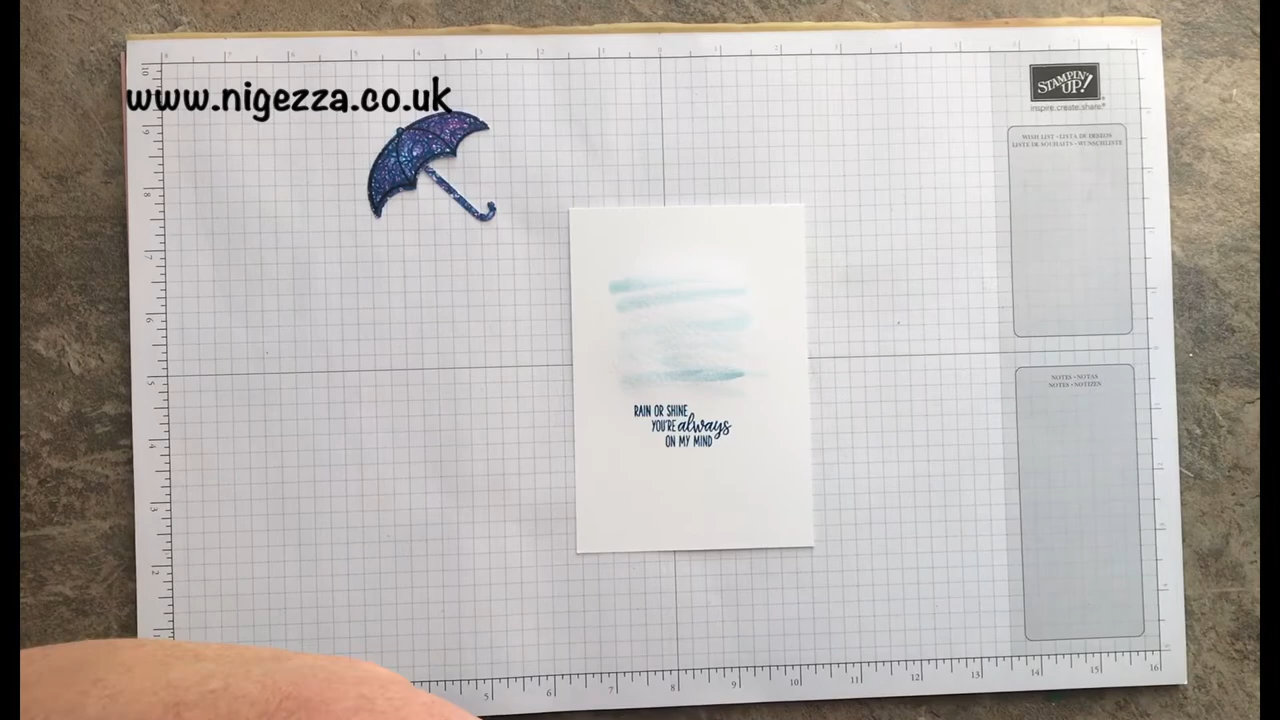 www.nigezza.co.uk
STAMPIN' UP!
inspire.create.share.
WISH LIST • LISTA DE DESEOS
LISTE DE SOUHAITS • WUNSCHLISTE
RAIN OR SHINE
YOU'RE always
ON MY MIND
NOTES • NOTAS
NOTES • NOTIZEN